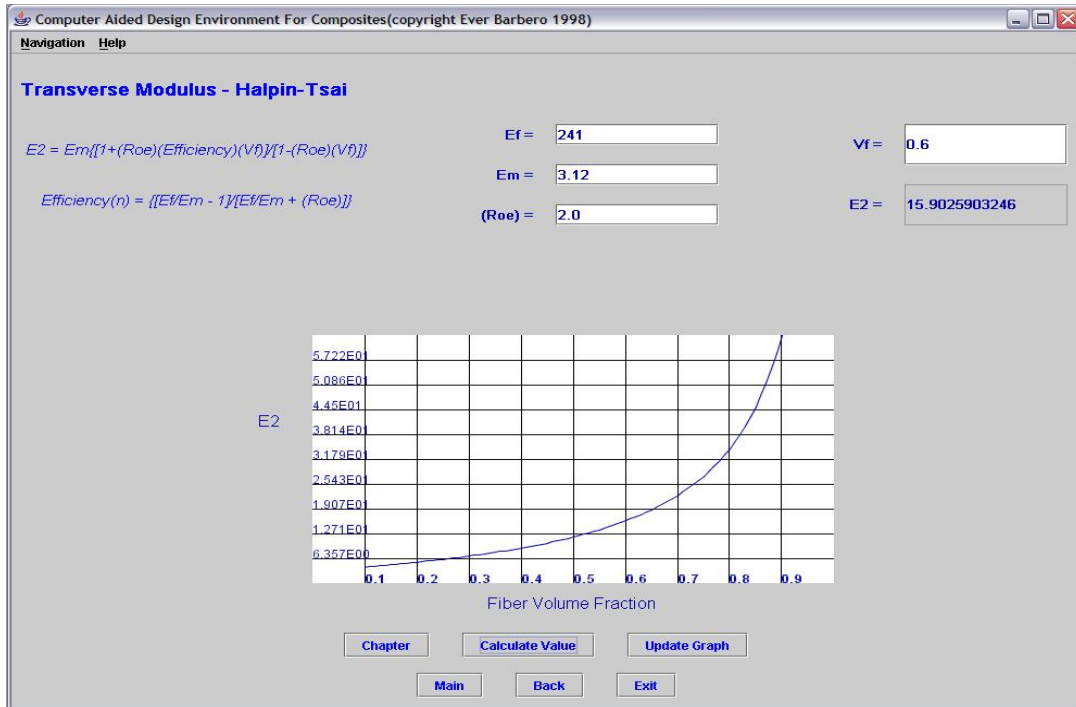 Computer Aided Design Environment For Composites(copyright Ever Barbero 1998)
Navigation Help
Transverse Modulus - Halpin-Tsai
E2 = Em{[1+(Roe)(Efficiency)(Vf)]/[1-(Roe)(Vf)]}
Efficiency(n) = {[Ef/Em - 1]/[Ef/Em + (Roe)]}
Ef = 241
Em = 3.12
(Roe) = 2.0
Vf = 0.6
E2 = 15.9025903246
5.722E01
5.086E01
4.45E01
3.814E01
3.179E01
2.543E01
1.907E01
1.271E01
6.357E00
E2
0.1 0.2 0.3 0.4 0.5 0.6 0.7 0.8 0.9
Fiber Volume Fraction
Chapter Calculate Value Update Graph
Main Back Exit